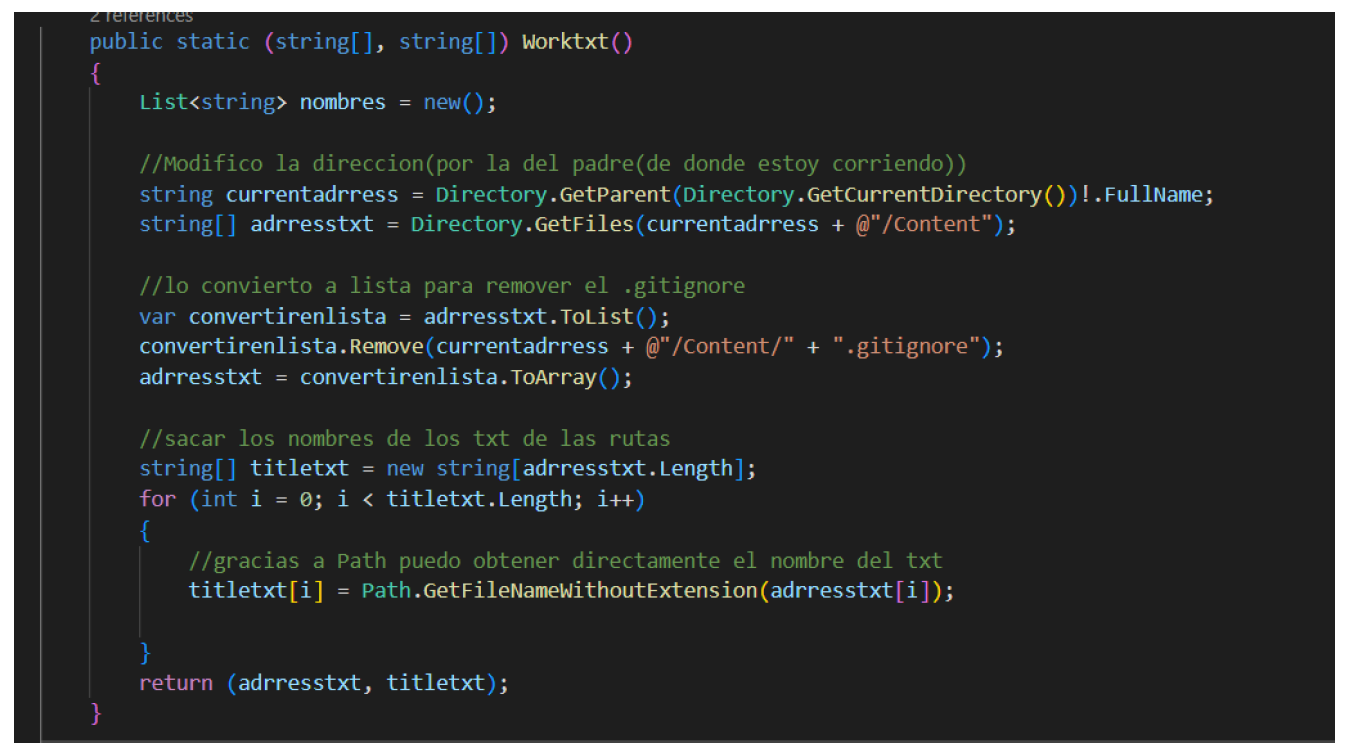 2 references
public static (string[], string[]) Worktxt()
{
List<string> nombres = new();
//Modifico la direccion(por la del padre(de donde estoy corriendo))
string currentadrress = Directory.GetParent(Directory.GetCurrentDirectory())!.FullName;
string[] adrresstxt = Directory.GetFiles(currentadrress + @"/Content");
//lo convierto a lista para remover el .gitignore
var convertirenlista = adrresstxt.ToList();
convertirenlista.Remove(currentadrress + @"/Content/" + ".gitignore");
adrresstxt = convertirenlista.ToArray();
//sacar los nombres de los txt de las rutas
string[] titletxt = new string[adrresstxt.Length];
for (int i = 0; i < titletxt.Length; i++)
{
//gracias a Path puedo obtener directamente el nombre del txt
titletxt[i] = Path.GetFileNameWithoutExtension(adrresstxt[i]);
}
return (adrresstxt, titletxt);
}